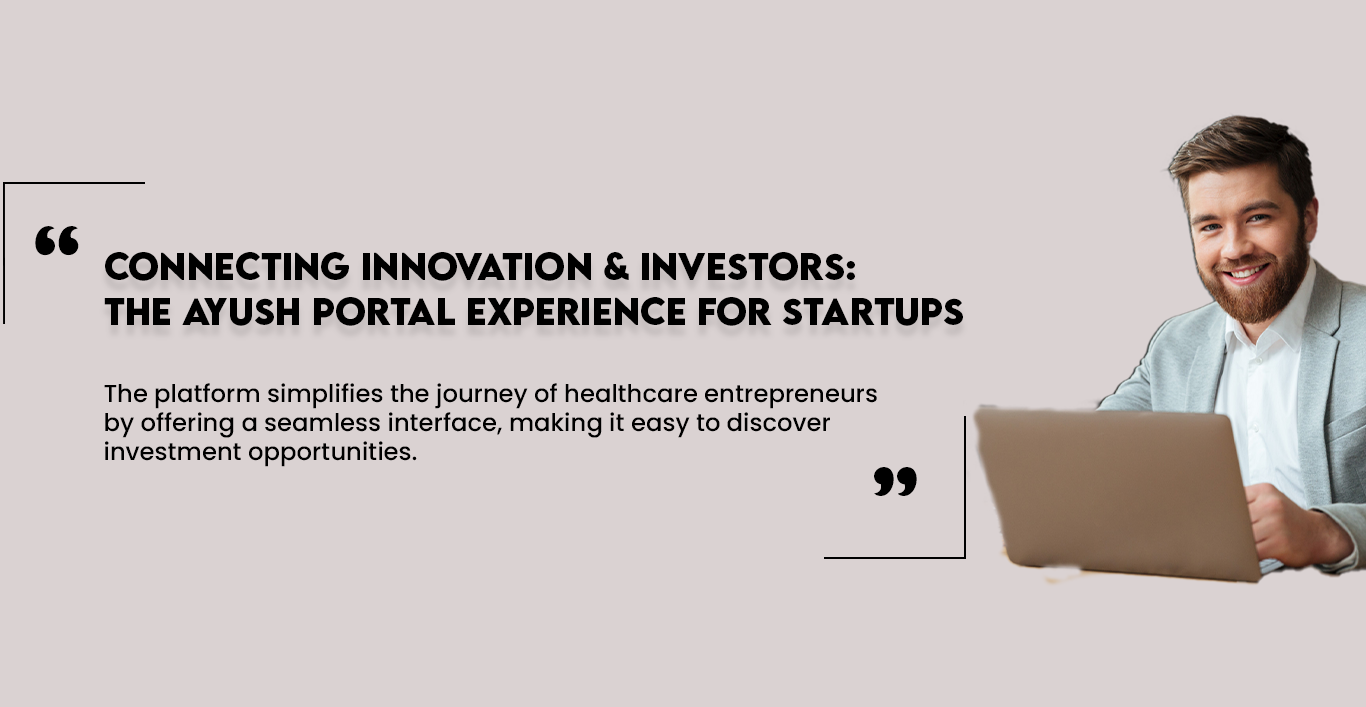 “
CONNECTING INNOVATION & INVESTORS:
THE AYUSH PORTAL EXPERIENCE FOR STARTUPS
The platform simplifies the journey of healthcare entrepreneurs
by offering a seamless interface, making it easy to discover
investment opportunities.
”